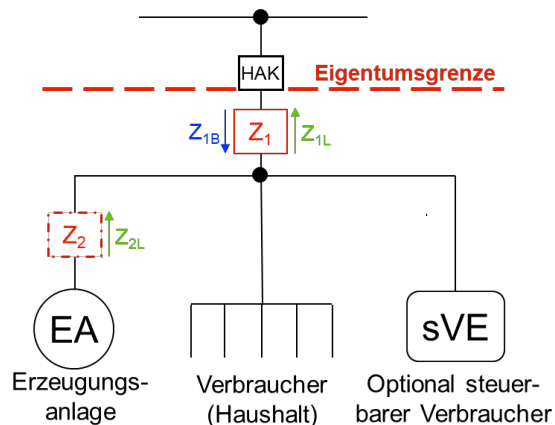 HAK
Eigentumsgrenze
Z1B
Z1
Z1L
Z2
Z2L
EA
sVE
Erzeugungs-
anlage
Verbraucher
(Haushalt)
Optional steuer-
barer Verbraucher